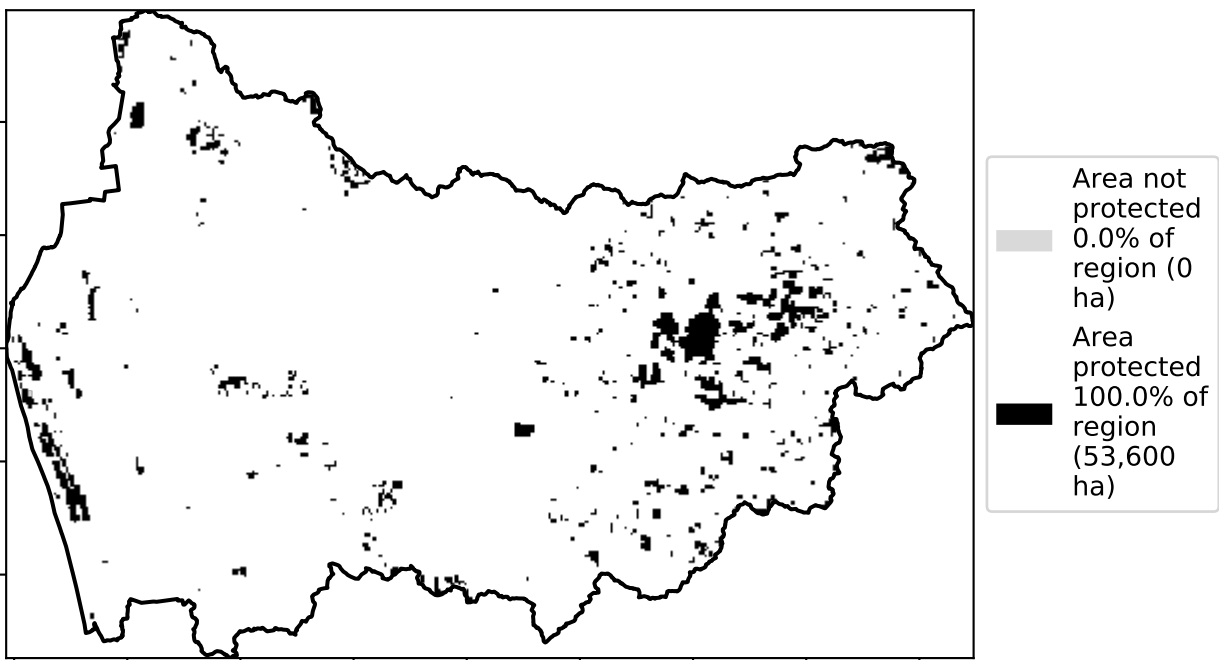 Area not
protected
0.0% of
region (0
ha)
Area
protected
100.0% of
region
(53,600
ha)